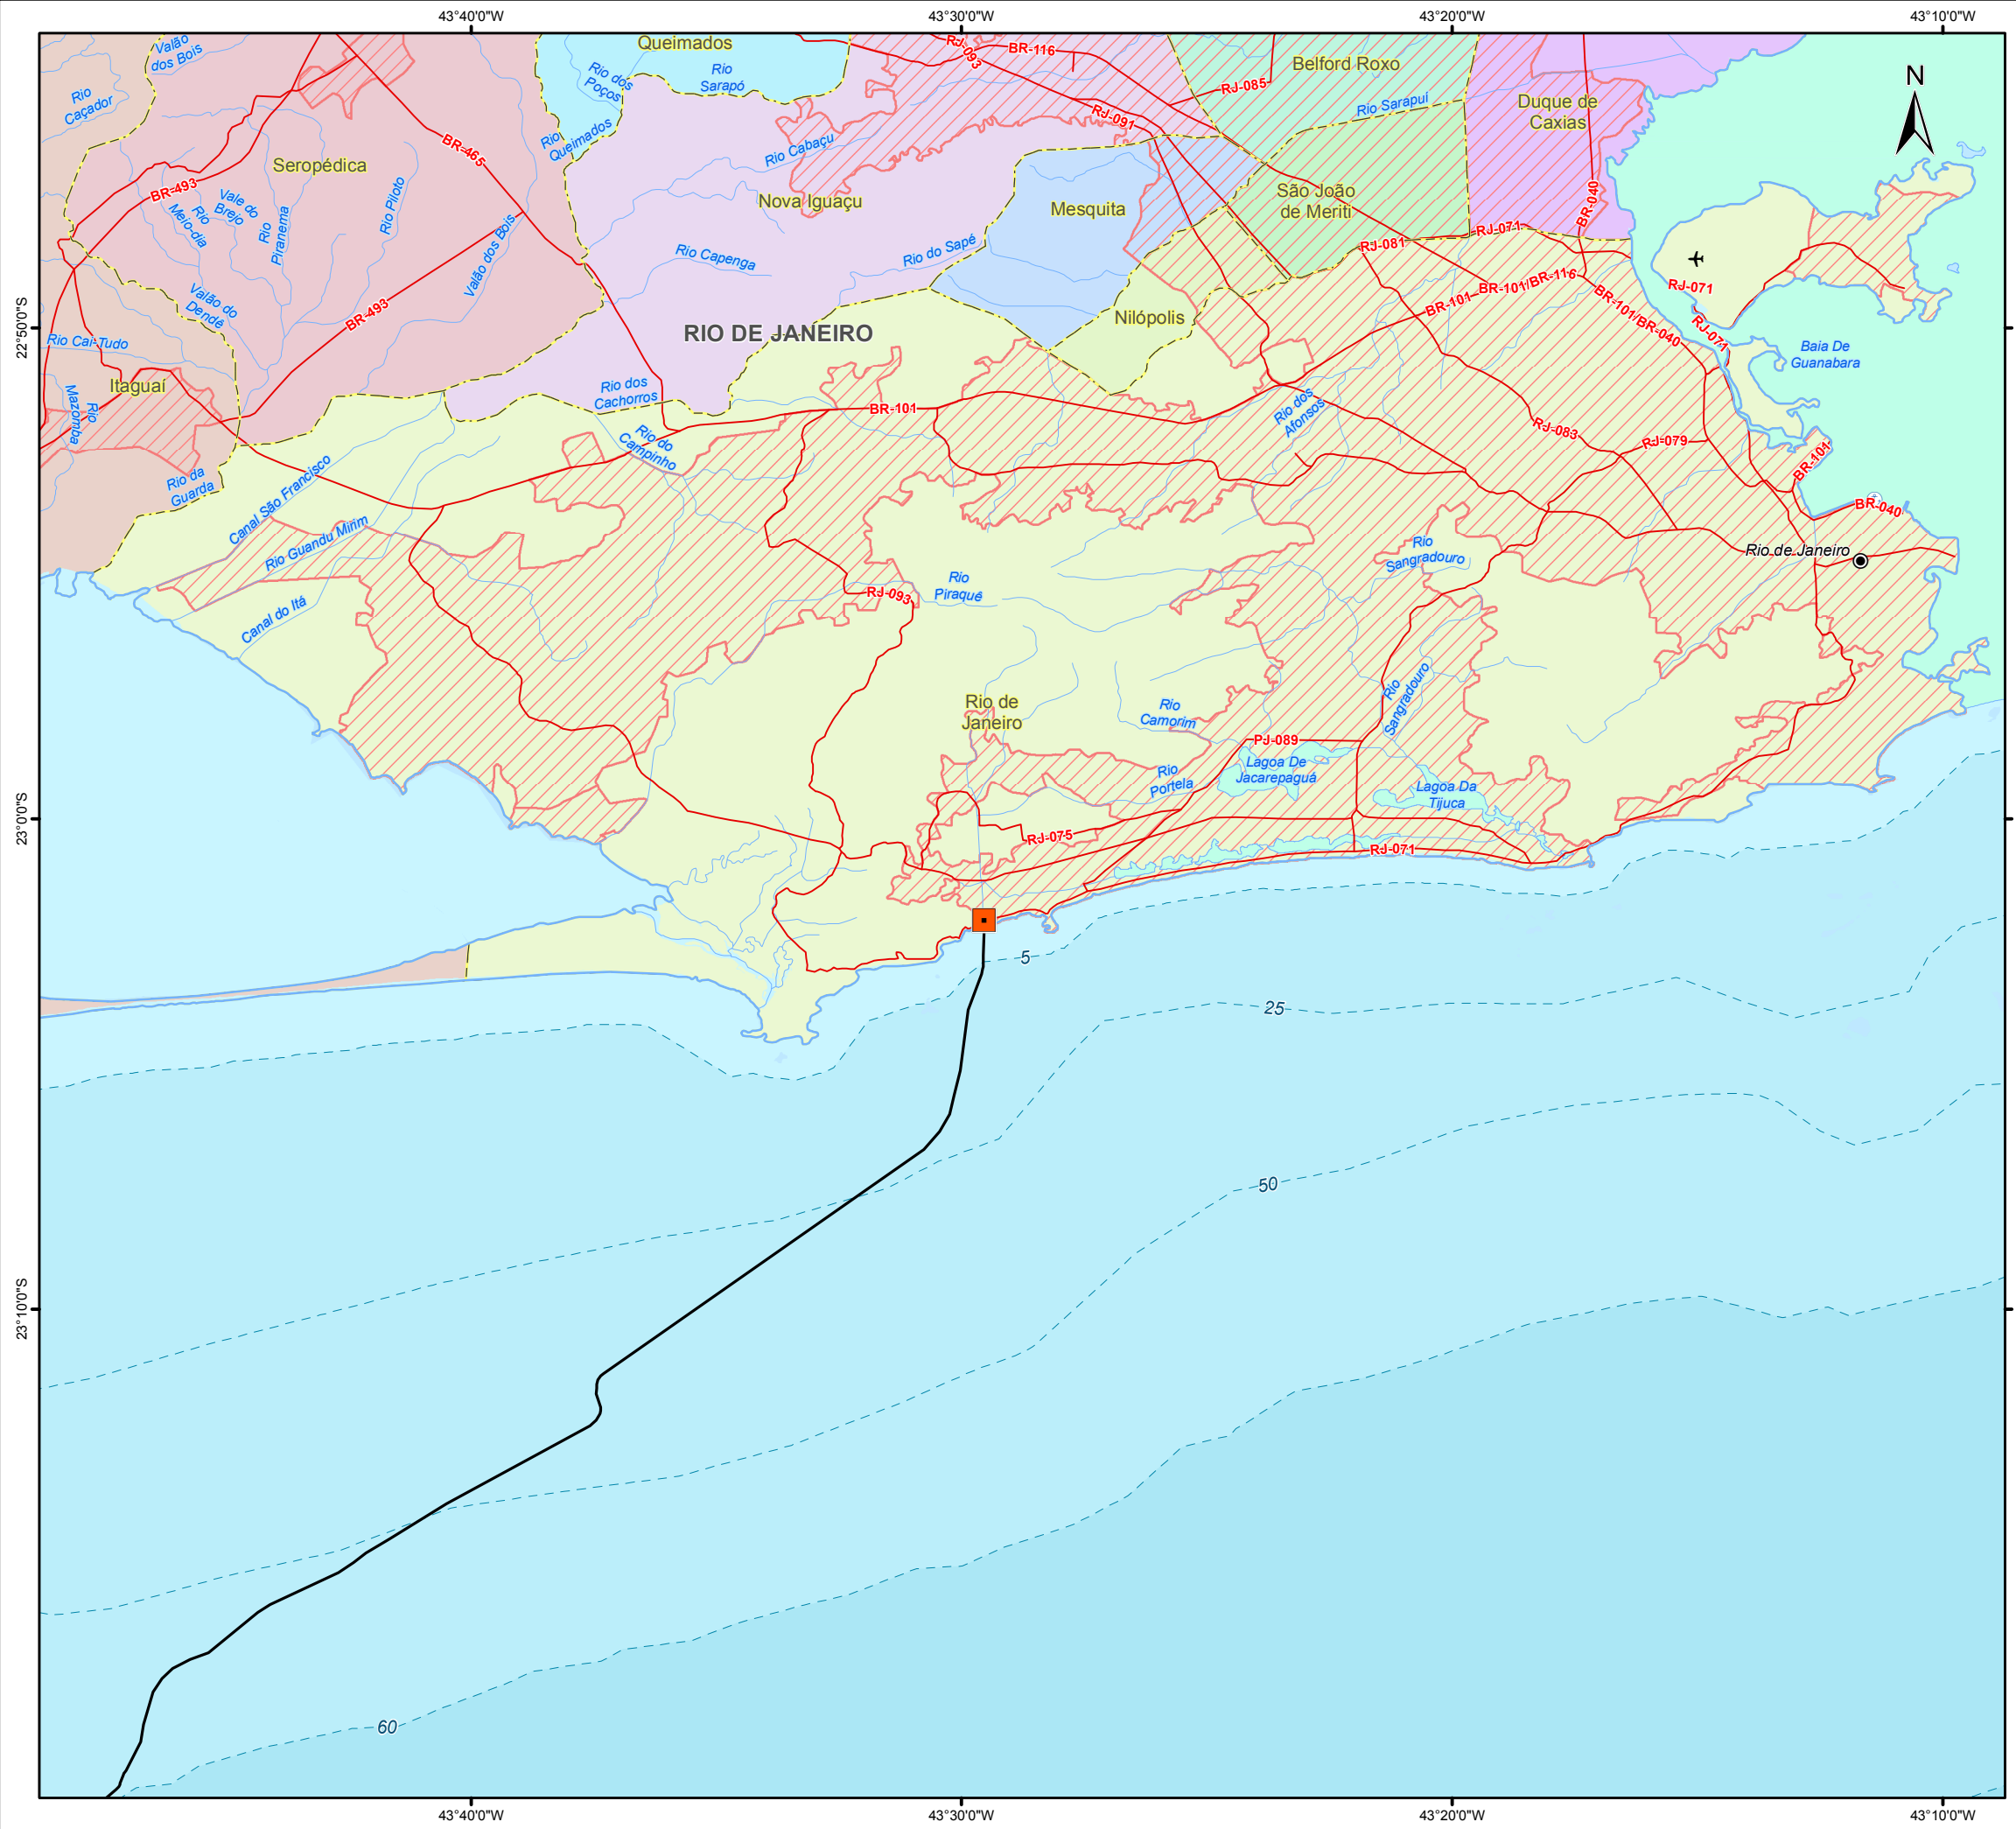 43°40'0"W
43°30'0"W
43°20'0"W
43°10'0"W
N
Valão
dos Bois
Rio
Caçador
Queimados
Rio dos
Poços
Rio
Sarapó
RJ-093
BR-116
RJ-085
Belford Roxo
Rio Sarapuí
Duque de
Caxias
RJ-091
Rio
Queimados
Rio Cabaçu
BR-465
Seropédica
BR-493
Vale do
Brejo
Rio
Meio-dia
Rio
Piranema
Rio Piloto
Valão dos Bois
Nova Iguaçu
Mesquita
São João
de Meriti
BR-040
RJ-071
RJ-081
Rio Capenga
Rio do Sapé
RJ-071
BR-101
BR-101/BR-116
BR-101/BR-040
RJ-071
Valão do
Dendê
BR-493
Nilópolis
RIO DE JANEIRO
22°50'0"S
Rio Cai-Tudo
Itaguaí
Rio
Mazomba
Baia De
Guanabara
Rio dos
Cachorros
BR-101
Rio dos
Afonsos
Rio do
Campinho
RJ-083
RJ-079
BR-101
Rio da
Guarda
Canal São Francisco
Rio Guandu Mirim
BR-040
Rio de Janeiro
Rio
Sangradouro
Canal do Itá
RJ-093
Rio
Piraquê
Rio
Sangradouro
Rio de
Janeiro
Rio
Camorim
PJ-089
Lagoa De
Jacarepaguá
Rio
Portela
Lagoa Da
Tijuca
23°0'0"S
RJ-075
RJ-071
5
25
50
23°10'0"S
60
43°40'0"W
43°30'0"W
43°20'0"W
43°10'0"W